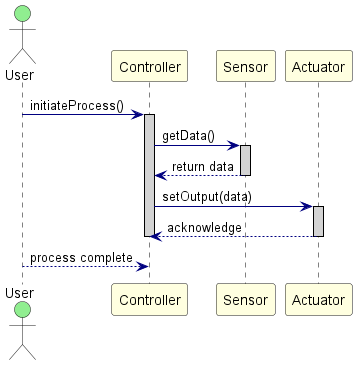 User
Controller
Sensor
Actuator
initiateProcess()
getData()
return data
setOutput(data)
acknowledge
process complete
User
Controller
Sensor
Actuator